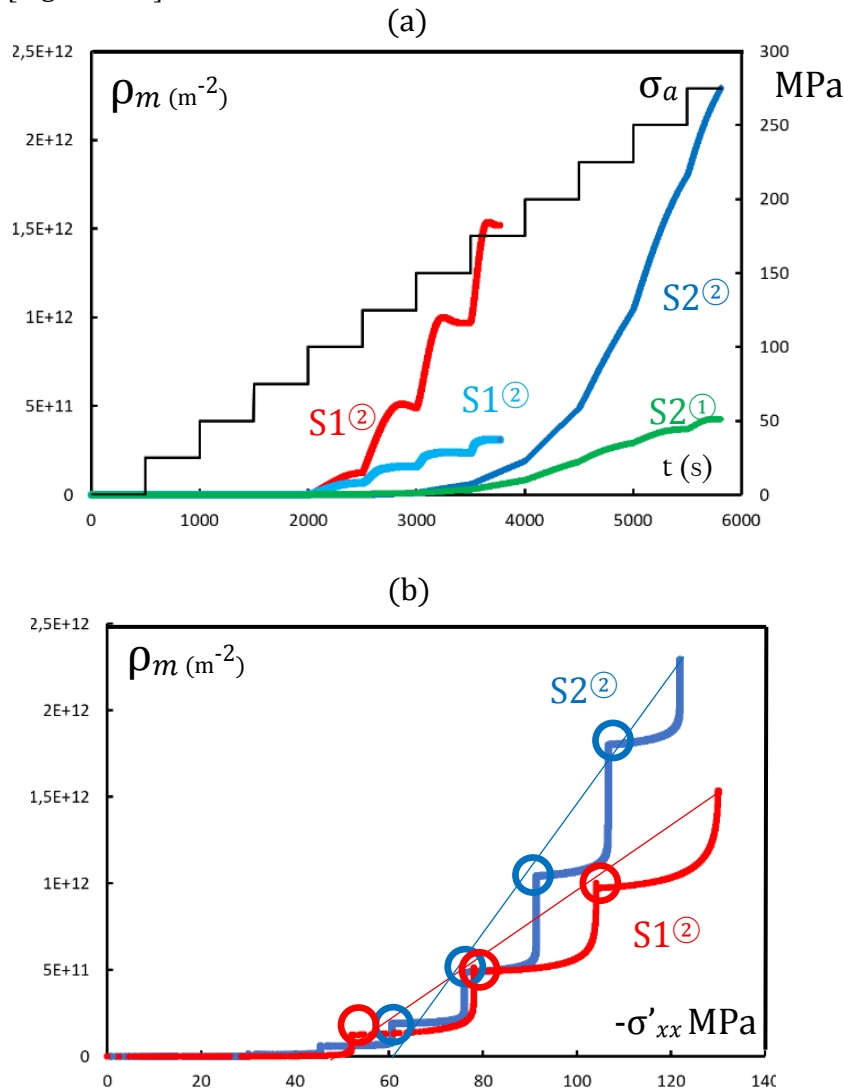 (a)
2,5E+12
300
ρm (m-2)
σa
MPa
2E+12
250
200
1,5E+12
S2②
150
1E+12
100
S1②
S1②
5E+11
S2①
50
t (s)
0
0
0
1000
2000
3000
4000
5000
6000
(b)
2,5E+12
ρm (m-2)
S2②
2E+12
1,5E+12
1E+12
S1②
5E+11
-σ'xx MPa
0
0
20
40
60
80
100
120
140